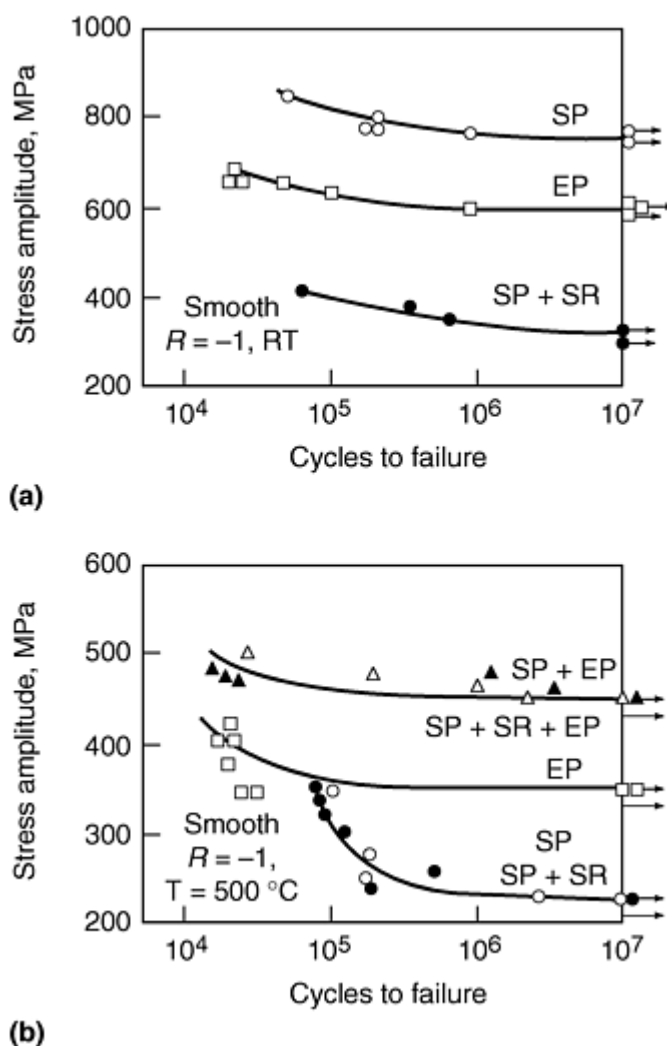 1000
800
600
400
200
Stress amplitude, MPa
SP
EP
SP + SR
Smooth
R = –1, RT
10⁴
10⁵
10⁶
10⁷
Cycles to failure
(a)
600
500
400
300
200
Stress amplitude, MPa
SP + EP
SP + SR + EP
EP
SP
SP + SR
Smooth
R = –1,
T = 500 °C
10⁴
10⁵
10⁶
10⁷
Cycles to failure
(b)